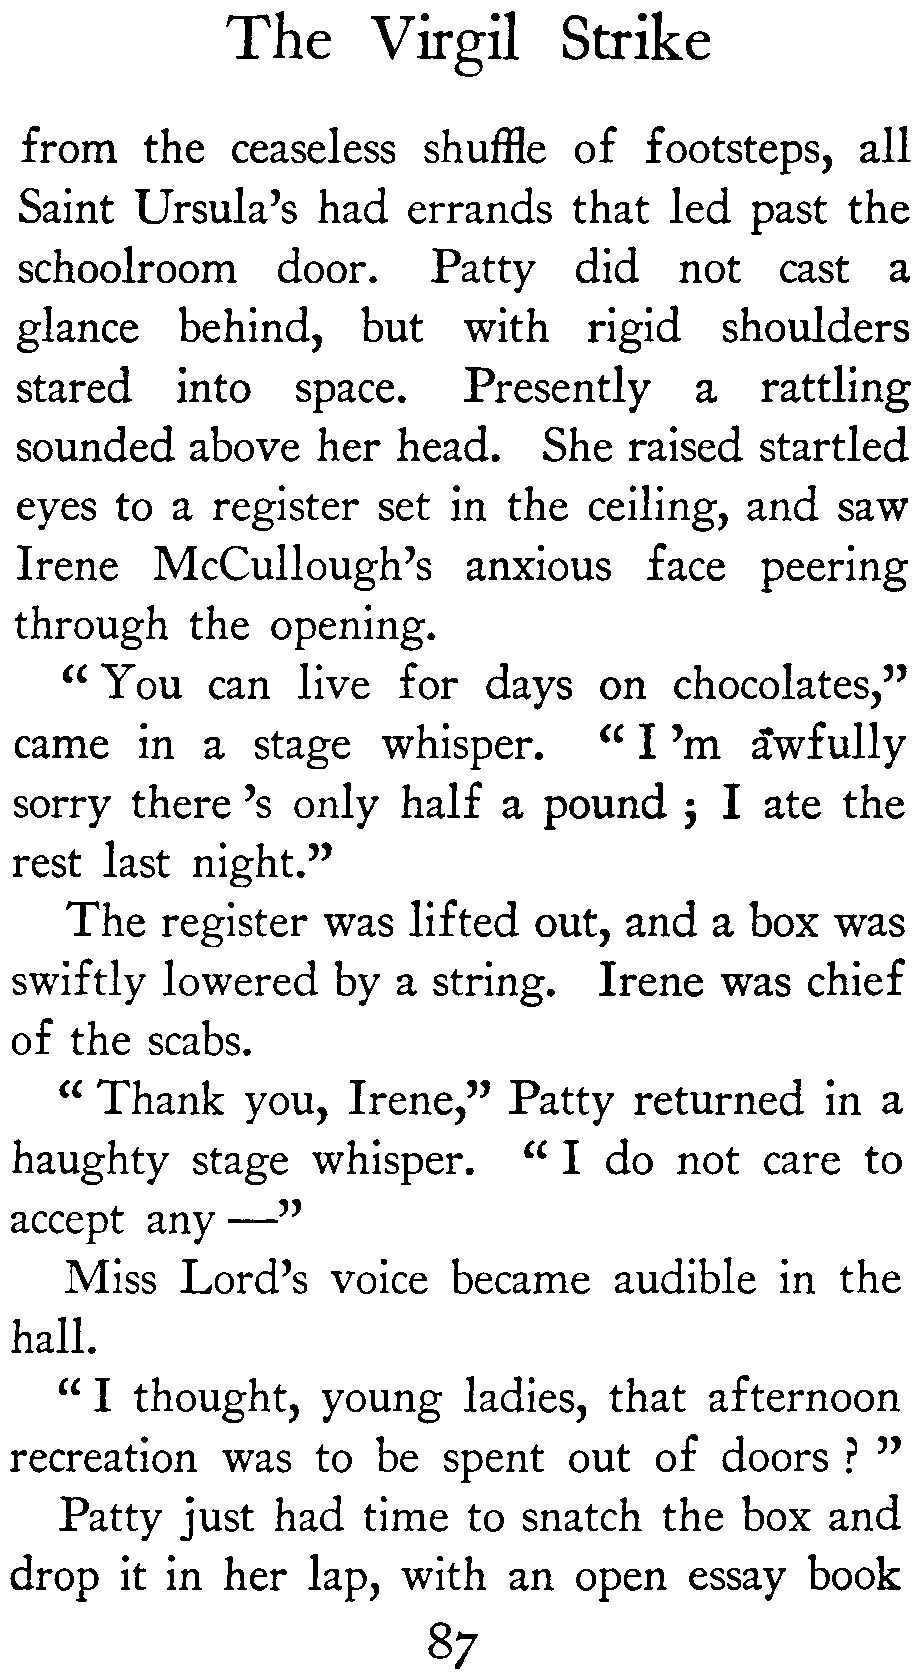 The Virgil Strike
from the ceaseless shuffle of footsteps, all
Saint Ursula's had errands that led past the
schoolroom door. Patty did not cast a
glance behind, but with rigid shoulders
stared into space. Presently a rattling
sounded above her head. She raised startled
eyes to a register set in the ceiling, and saw
Irene McCullough's anxious face peering
through the opening.
“ You can live for days on chocolates,”
came in a stage whisper. “ I 'm awfully
sorry there 's only half a pound ; I ate the
rest last night.”
The register was lifted out, and a box was
swiftly lowered by a string. Irene was chief
of the scabs.
“ Thank you, Irene,” Patty returned in a
haughty stage whisper. “ I do not care to
accept any —”
Miss Lord's voice became audible in the
hall.
“ I thought, young ladies, that afternoon
recreation was to be spent out of doors ? ”
Patty just had time to snatch the box and
drop it in her lap, with an open essay book
87